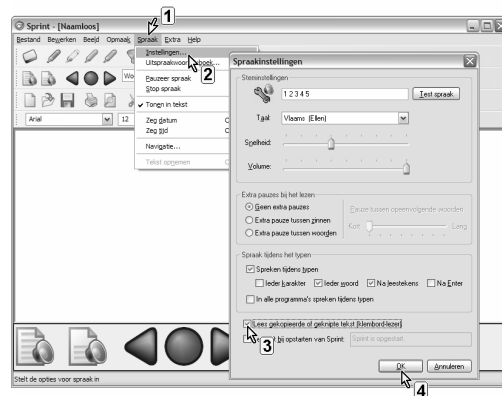 1
Sprint - [Naamloos]
Bestand Bewerken Beeld Opmaak Spraak Extra Help
Instellingen...
2
Pauzeer spraak
Stop spraak
Tonen in tekst
Zeg datum
Zeg tijd
Navigatie...
Tekst opnemen
Arial
12
Spraakinstellingen
Steminstellingen
1 2 3 4 5
Test spraak
Taal:
Vlaams (Ellen)
Snelheid:
Volume:
Extra pauzes bij het lezen
Geen extra pauzes
Extra pauze tussen zinnen
Extra pauze tussen woorden
Pauze tussen opeenvolgende woorden
Kort
Lang
Spraak tijdens het typen
Spreken tijdens typen
Ieder karakter
Ieder woord
Na leestekens
Na Enter
In alle programma's spreken tijdens typen
Lees gekopieerde of geknipte tekst (klembord-lezer)
3
bij opstarten van Sprint:
Sprint is opgestart.
OK
Annuleren
4
Stelt de opties voor spraak in